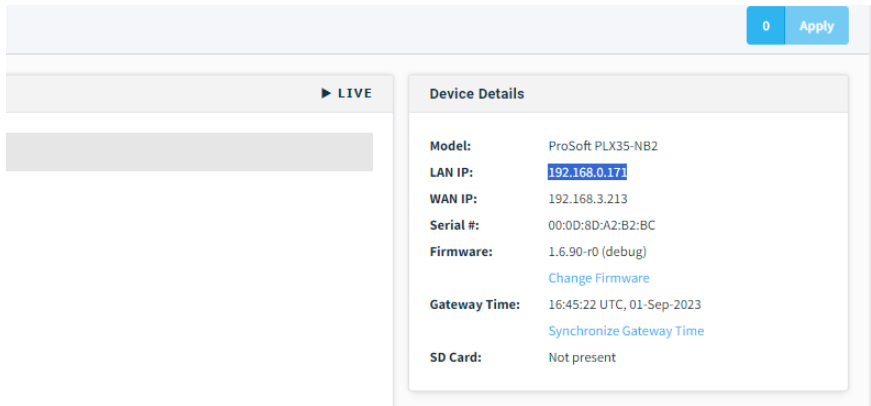 0 Apply
▶ LIVE
Device Details
Model: ProSoft PLX35-NB2
LAN IP: 192.168.0.171
WAN IP: 192.168.3.213
Serial #: 00:0D:8D:A2:B2:BC
Firmware: 1.6.90-r0 (debug)
Change Firmware
Gateway Time: 16:45:22 UTC, 01-Sep-2023
Synchronize Gateway Time
SD Card: Not present